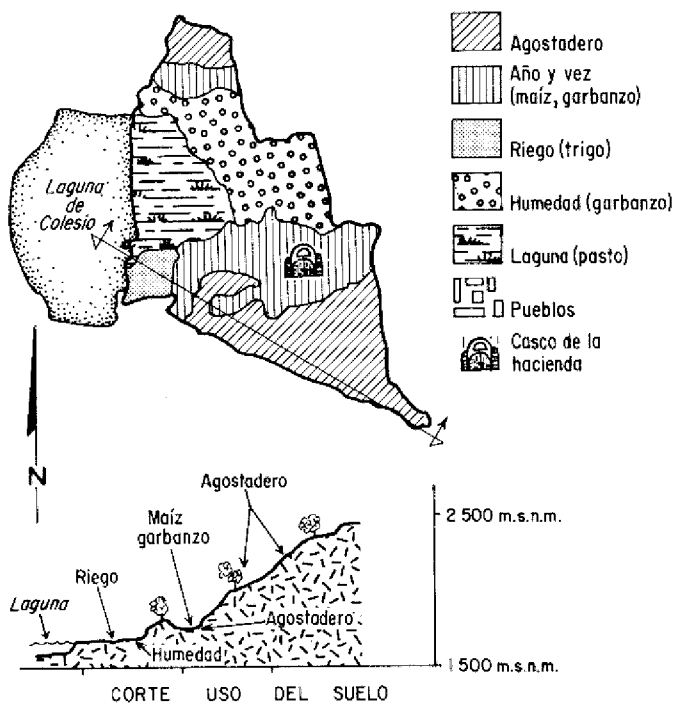 Laguna
de
Colesio
Agostadero
Año y vez
(maíz, garbanzo)
Riego (trigo)
Humedad (garbanzo)
Laguna (pasto)
Pueblos
Casco de la
hacienda
N
Agostadero
Maíz
garbanzo
Riego
Laguna
Agostadero
Humedad
2 500 m.s.n.m.
1 500 m.s.n.m.
CORTE USO DEL SUELO